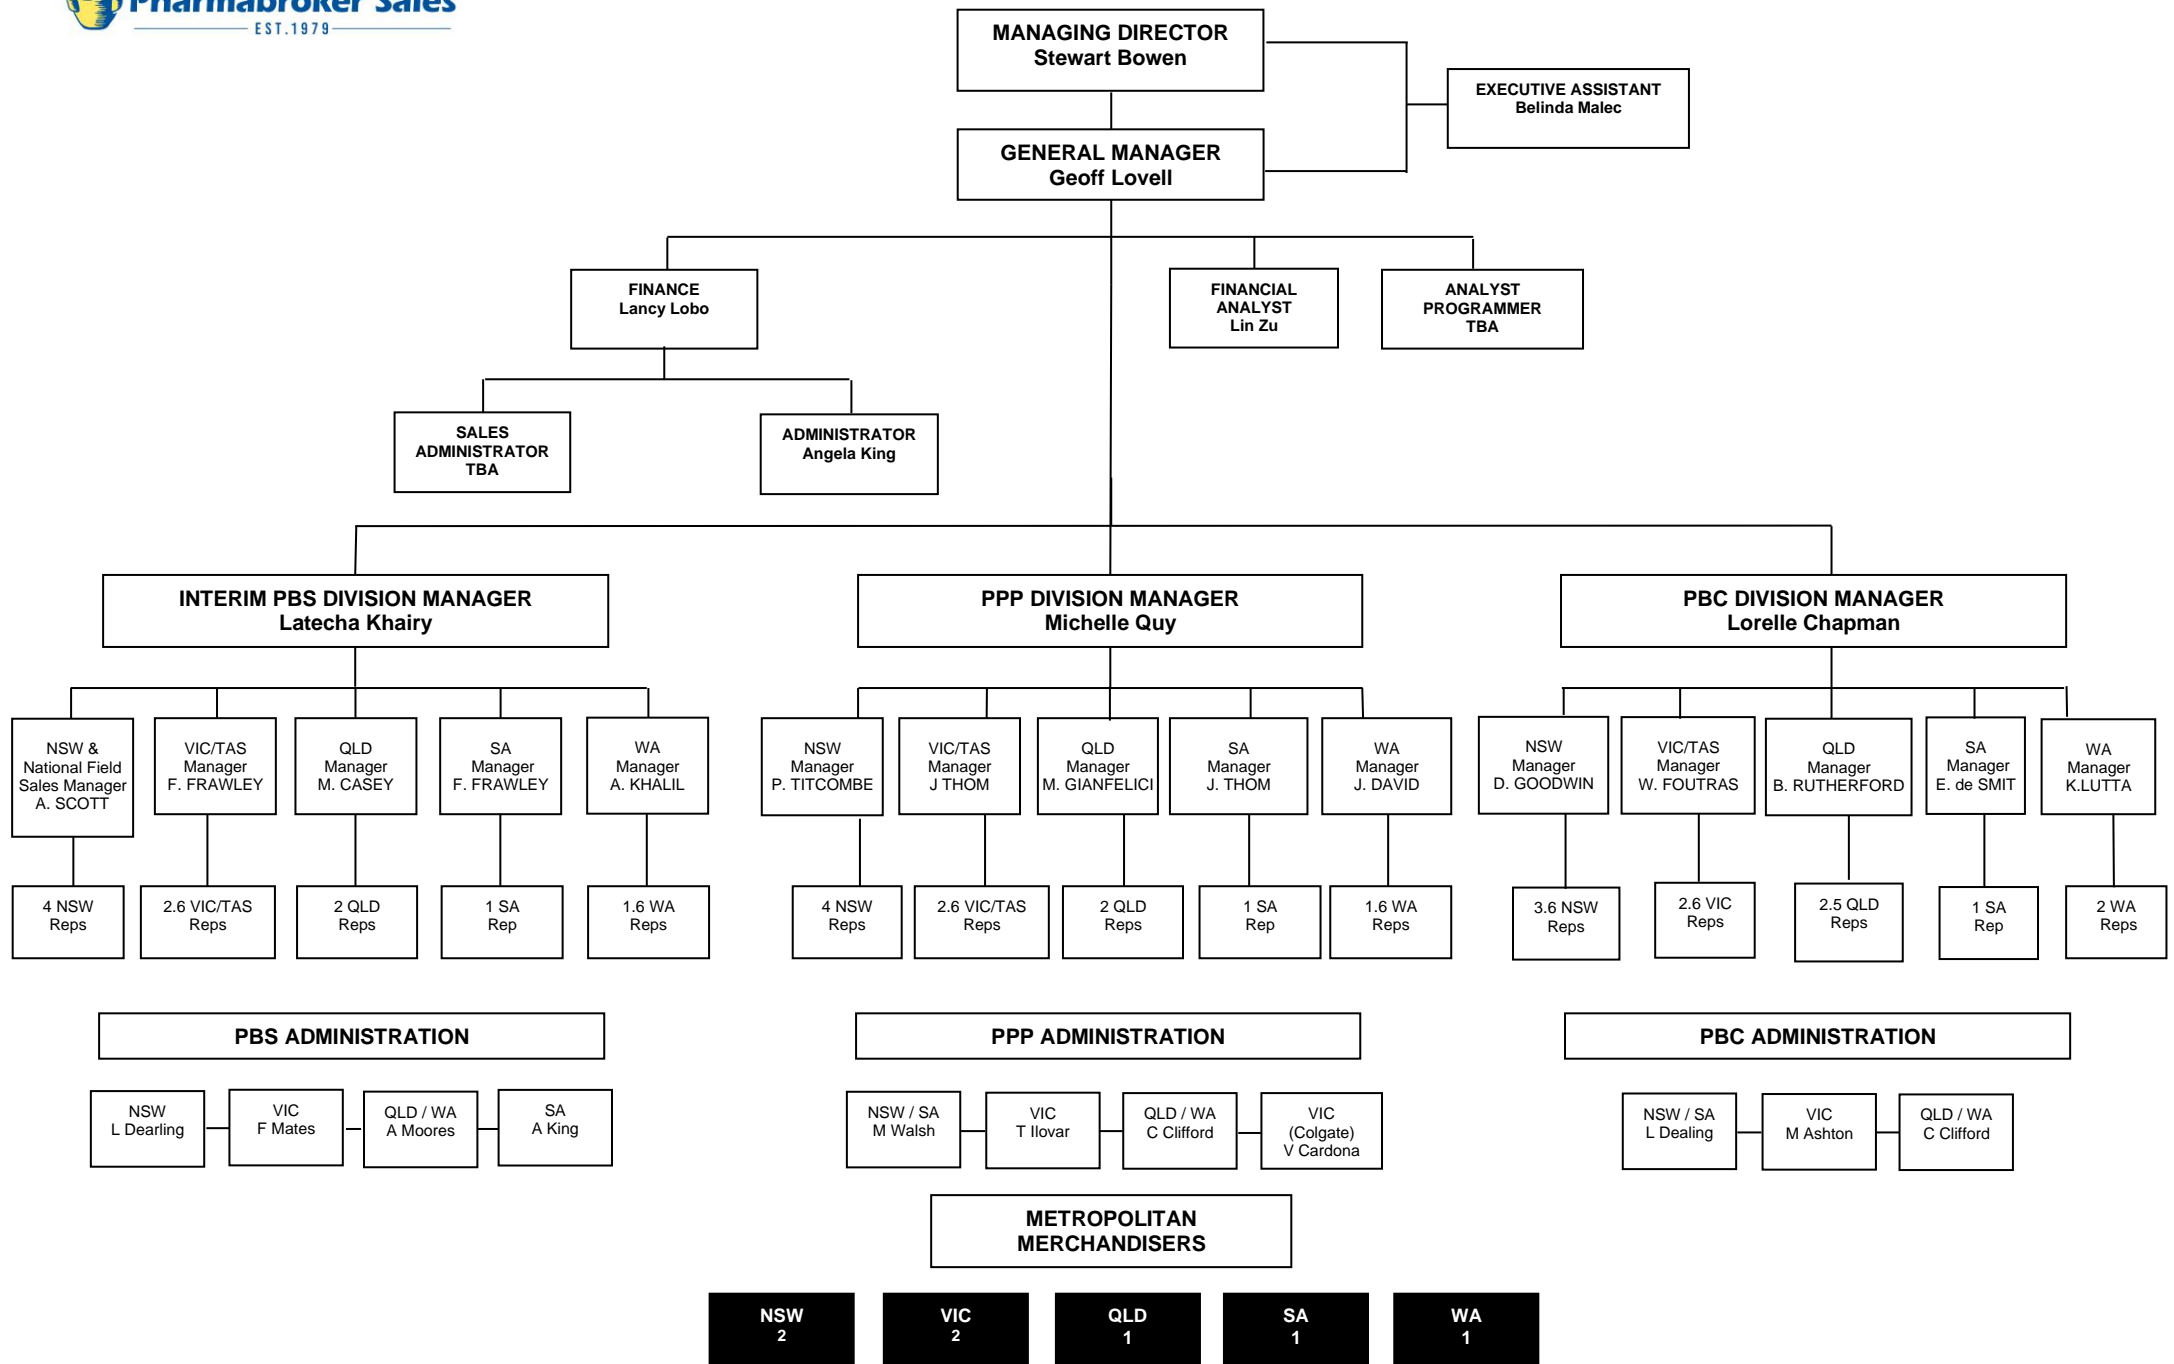 Pharmabroker Sales
EST.1979
MANAGING DIRECTOR
Stewart Bowen
EXECUTIVE ASSISTANT
Belinda Malec
GENERAL MANAGER
Geoff Lovell
FINANCE
Lancy Lobo
FINANCIAL
ANALYST
Lin Zu
ANALYST
PROGRAMMER
TBA
SALES
ADMINISTRATOR
TBA
ADMINISTRATOR
Angela King
INTERIM PBS DIVISION MANAGER
Latecha Khairy
PPP DIVISION MANAGER
Michelle Quy
PBC DIVISION MANAGER
Lorelle Chapman
NSW &
National Field
Sales Manager
A. SCOTT
VIC/TAS
Manager
F. FRAWLEY
QLD
Manager
M. CASEY
SA
Manager
F. FRAWLEY
WA
Manager
A. KHALIL
NSW
Manager
P. TITCOMBE
VIC/TAS
Manager
J THOM
QLD
Manager
M. GIANFELICI
SA
Manager
J. THOM
WA
Manager
J. DAVID
NSW
Manager
D. GOODWIN
VIC/TAS
Manager
W. FOUTRAS
QLD
Manager
B. RUTHERFORD
SA
Manager
E. de SMIT
WA
Manager
K.LUTTA
4 NSW
Reps
2.6 VIC/TAS
Reps
2 QLD
Reps
1 SA
Rep
1.6 WA
Reps
4 NSW
Reps
2.6 VIC/TAS
Reps
2 QLD
Reps
1 SA
Rep
1.6 WA
Reps
3.6 NSW
Reps
2.6 VIC
Reps
2.5 QLD
Reps
1 SA
Rep
2 WA
Reps
PBS ADMINISTRATION
PPP ADMINISTRATION
PBC ADMINISTRATION
NSW
L Dearling
VIC
F Mates
QLD / WA
A Moores
SA
A King
NSW / SA
M Walsh
VIC
T Ilovar
QLD / WA
C Clifford
VIC
(Colgate)
V Cardona
NSW / SA
L Dealing
VIC
M Ashton
QLD / WA
C Clifford
METROPOLITAN
MERCHANDISERS
NSW
2
VIC
2
QLD
1
SA
1
WA
1